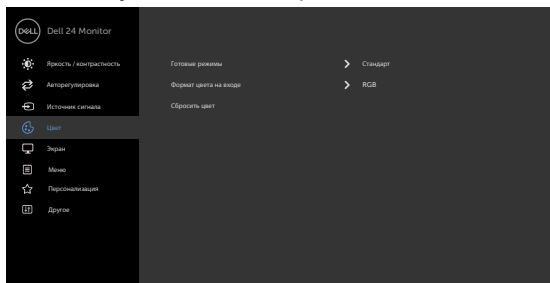 DELL
Dell 24 Monitor
Яркость / контрастность
Готовые режимы
Стандарт
Авторегулировка
Формат цвета на входе
RGB
Источник сигнала
Сбросить цвет
Цвет
Экран
Меню
Персонализация
Другое